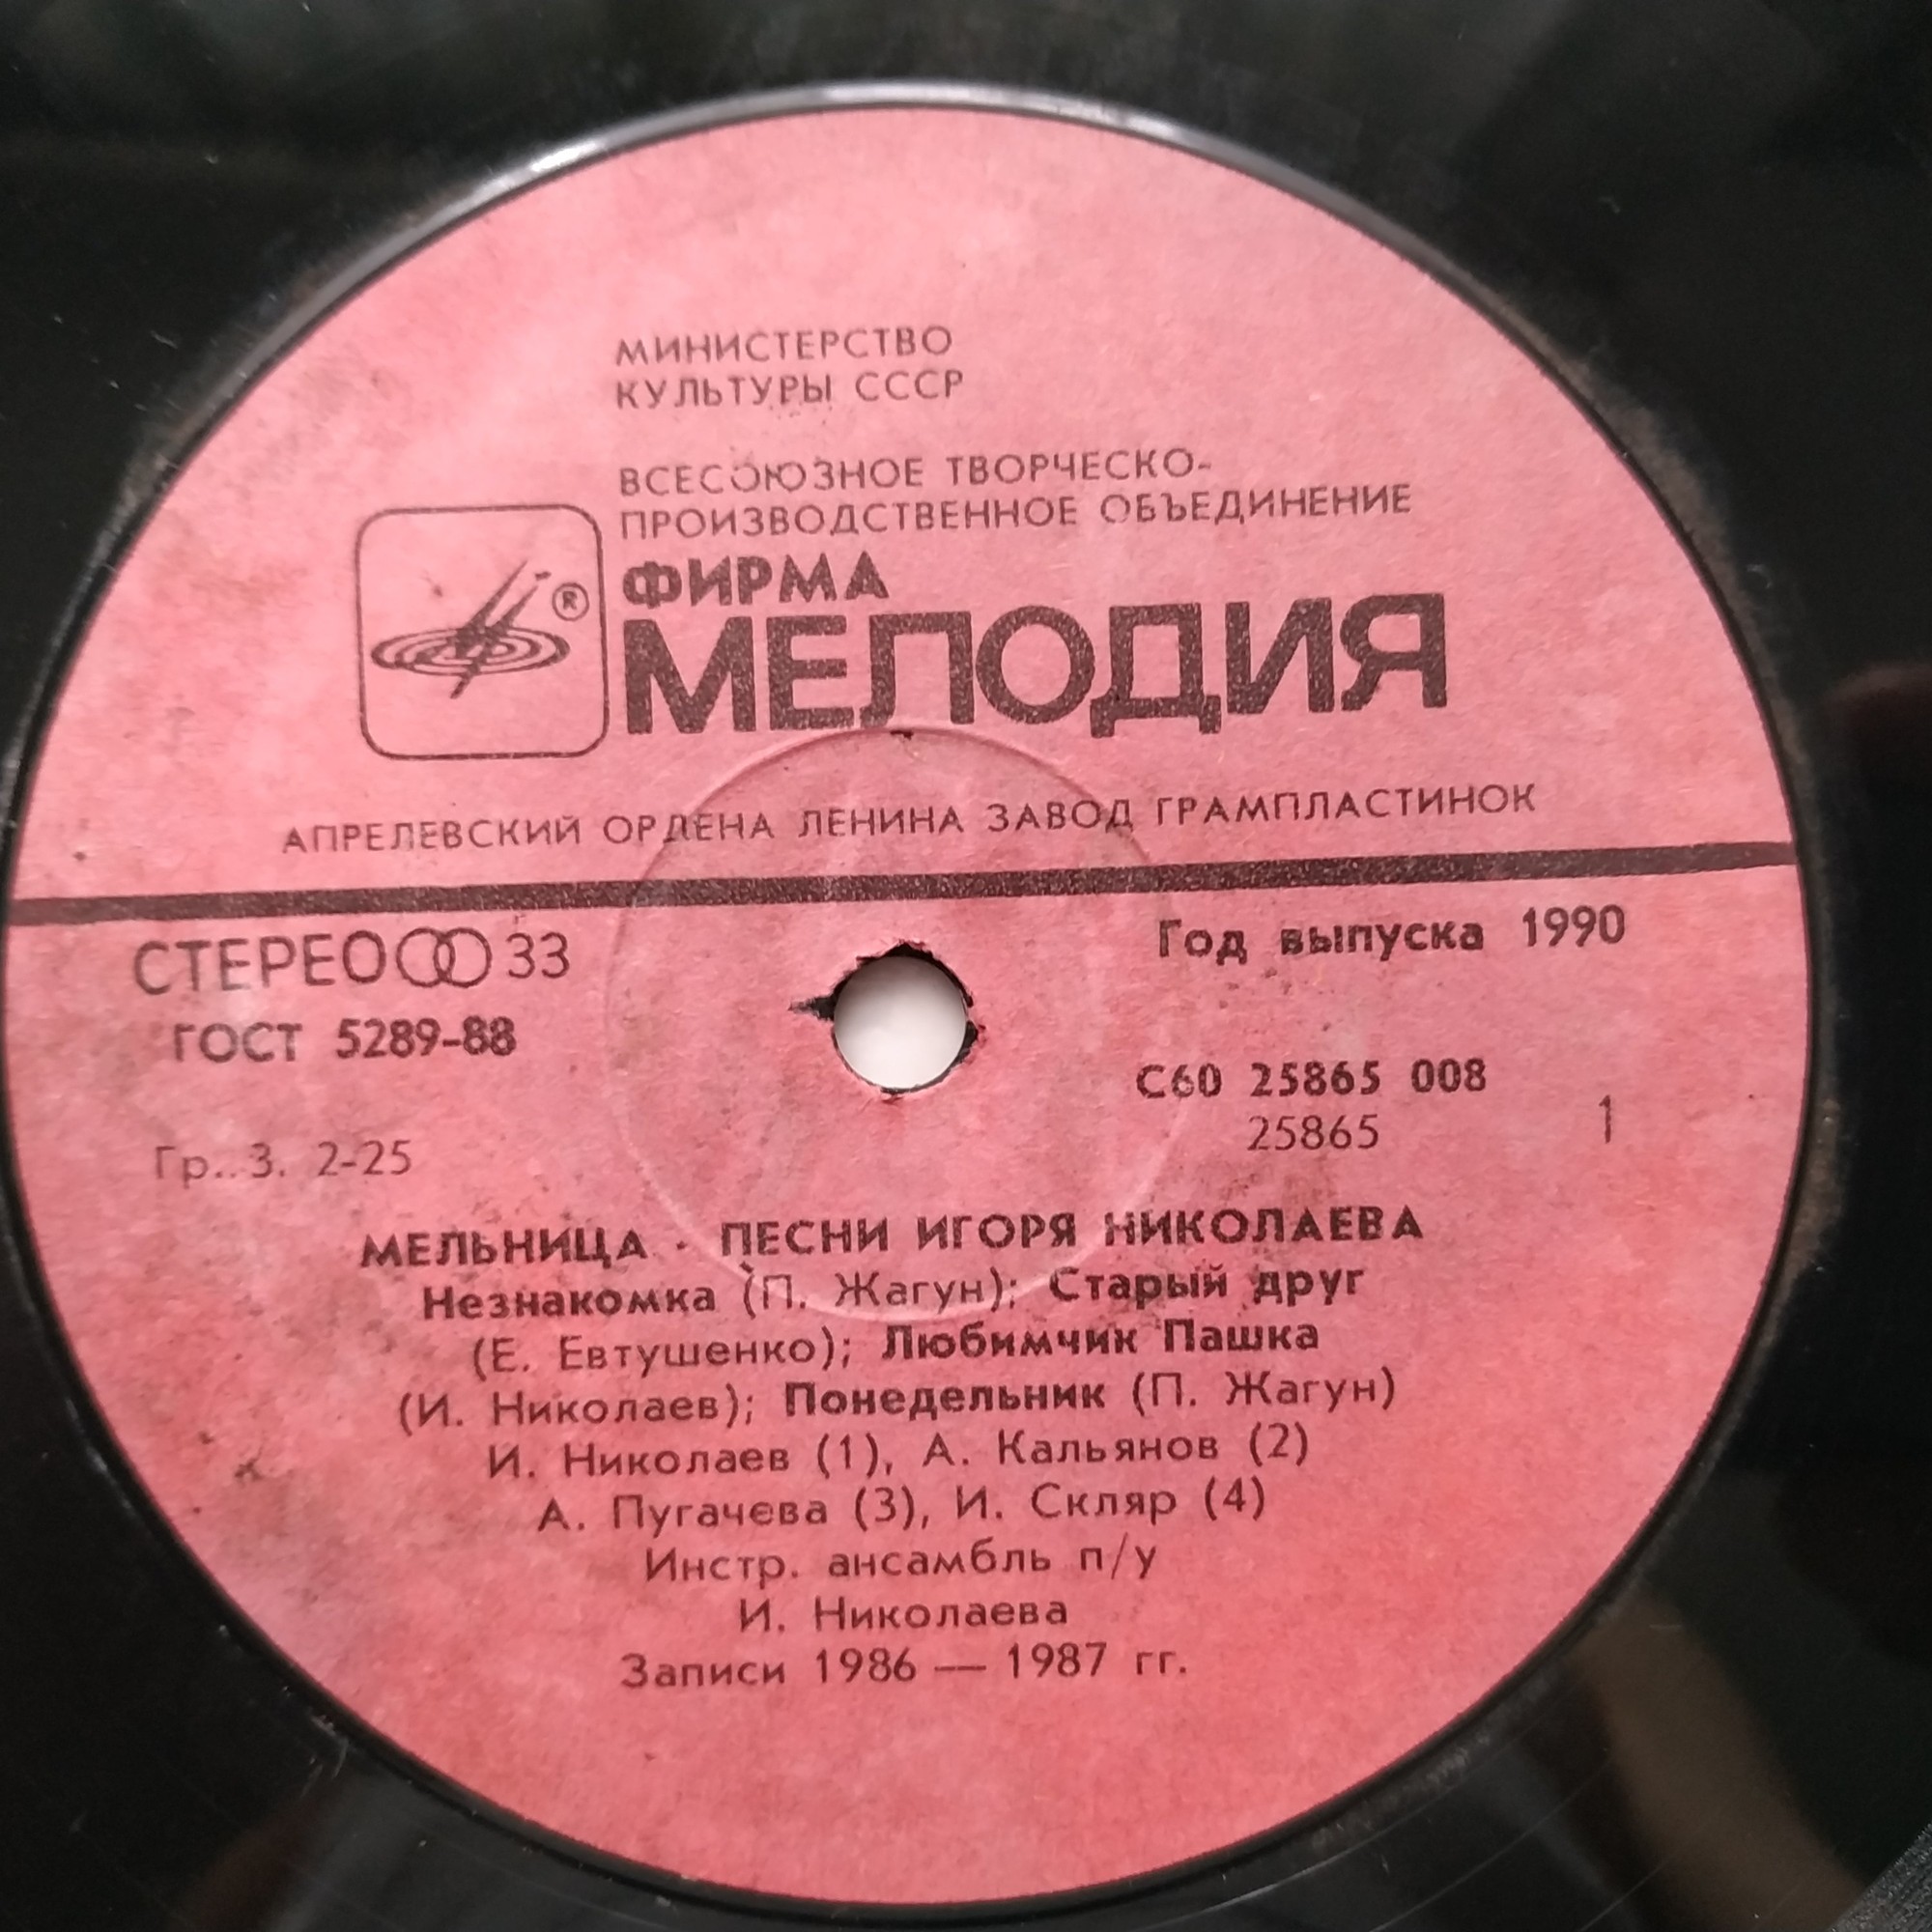 МИНИСТЕРСТВО
КУЛЬТУРЫ СССР
ВСЕСОЮЗНОЕ ТВОРЧЕСКО-
ПРОИЗВОДСТВЕННОЕ ОБЪЕДИНЕНИЕ
ФИРМА
®
МЕЛОДИЯ
АПРЕЛЕВСКИЙ ОРДЕНА ЛЕНИНА ЗАВОД ГРАМПЛАСТИНОК
СТЕРЕО 33
Год выпуска 1990
ГОСТ 5289-88
С60 25865 008
25865
1
Гр..3. 2-25
МЕЛЬНИЦА · ПЕСНИ ИГОРЯ НИКОЛАЕВА
Незнакомка (П. Жагун); Старый друг
(Е. Евтушенко); Любимчик Пашка
(И. Николаев); Понедельник (П. Жагун)
И. Николаев (1), А. Кальянов (2)
А. Пугачева (3), И. Скляр (4)
Инстр. ансамбль п/у
И. Николаева
Записи 1986 — 1987 гг.